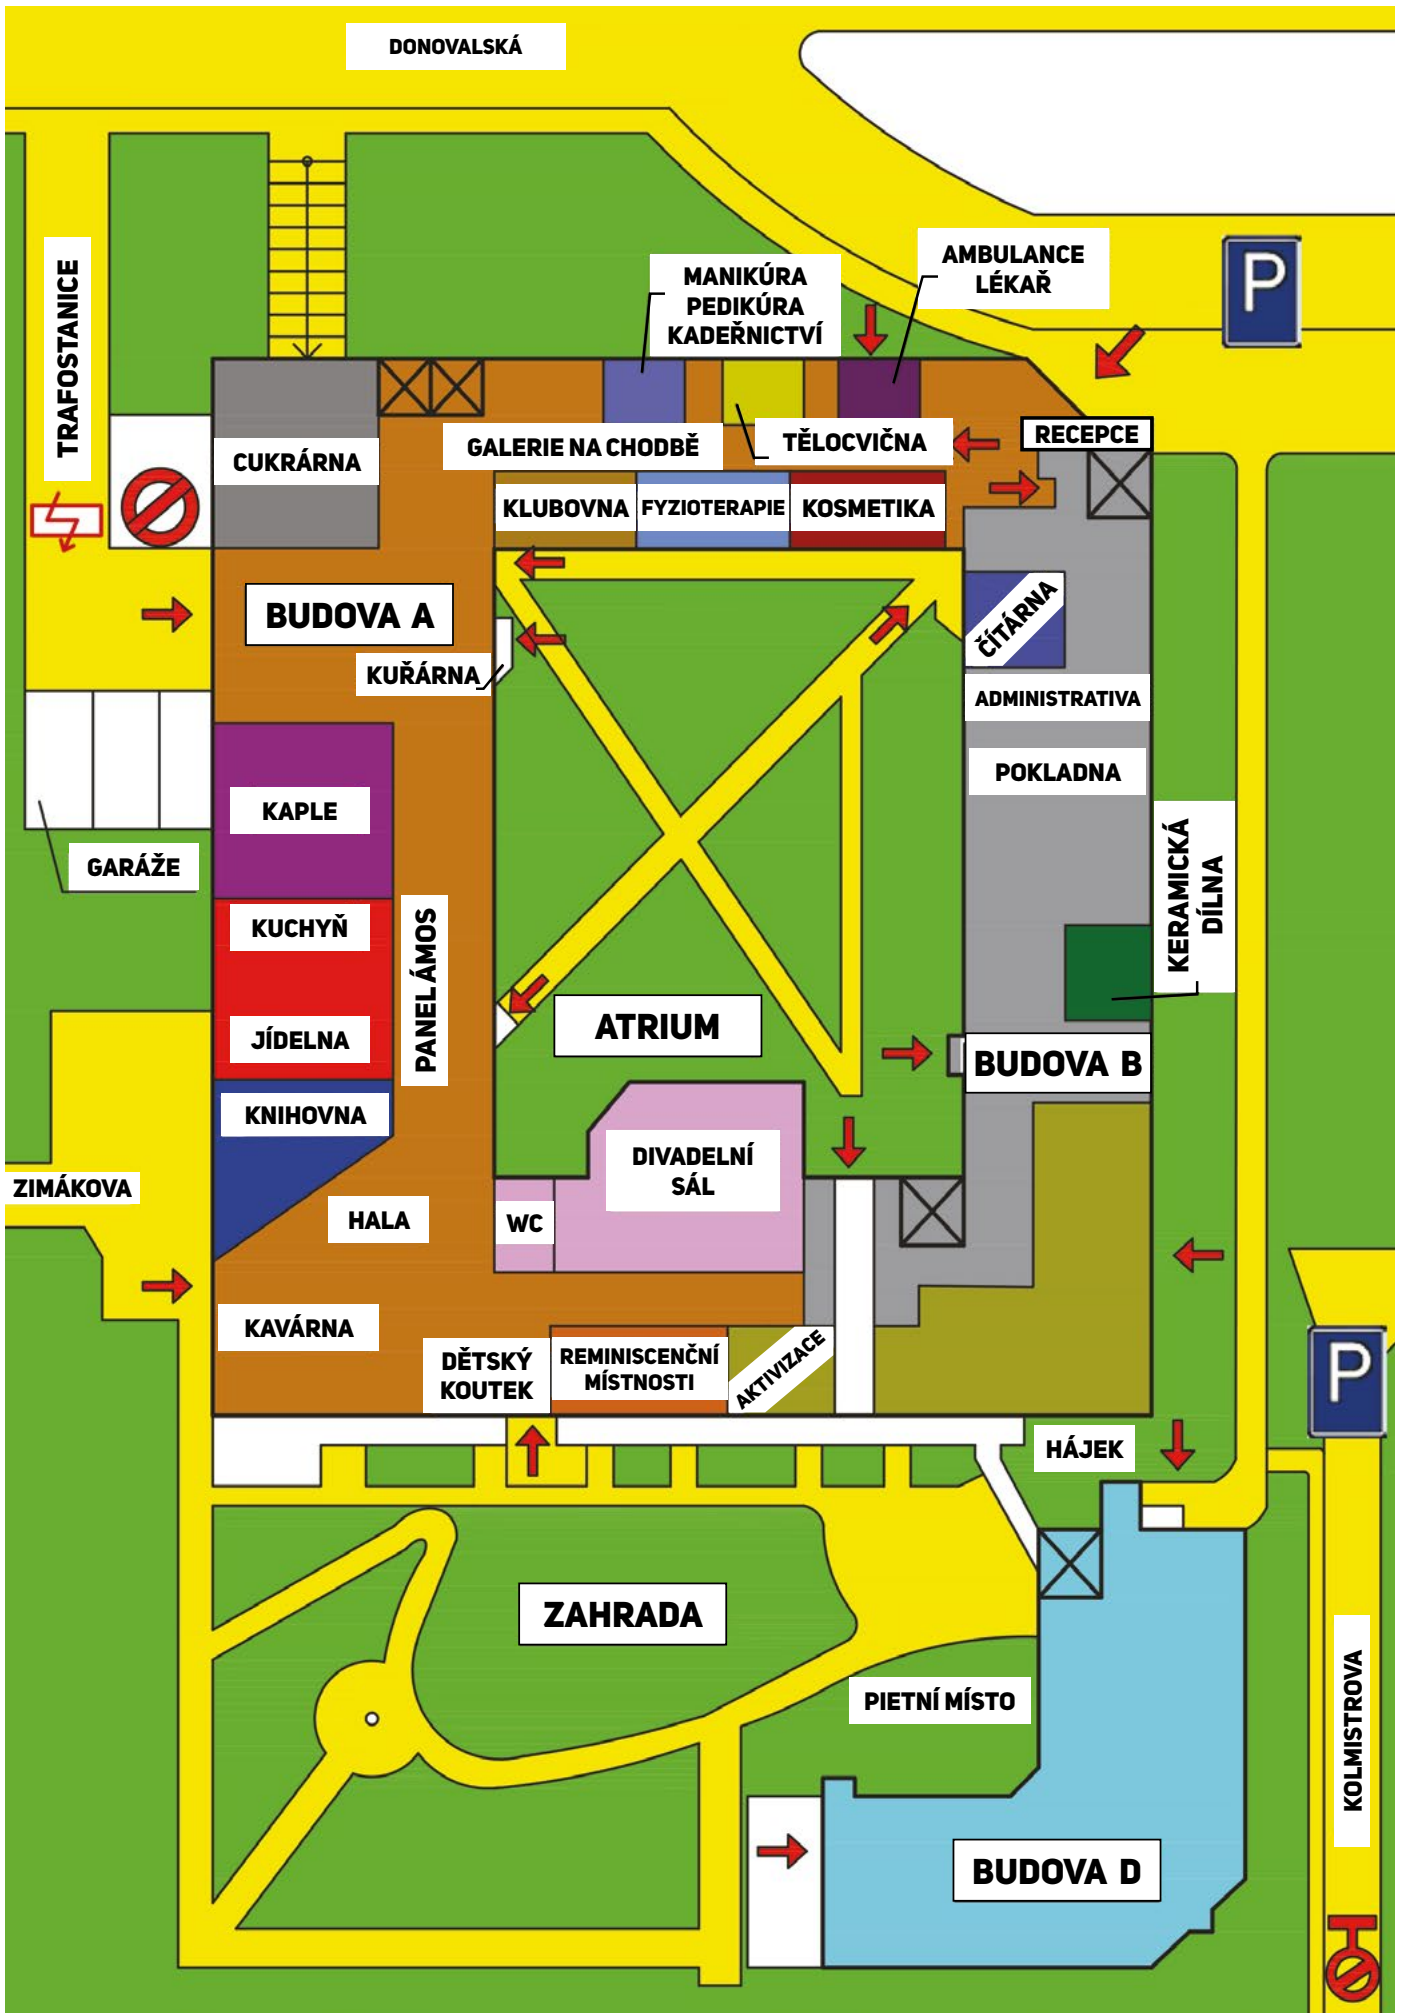 DONOVALSKÁ
TRAFOSTANICE
MANIKÚRA
PEDIKÚRA
KADEŘNICTVÍ
AMBULANCE
LÉKAŘ
P
CUKRÁRNA
GALERIE NA CHODBĚ
TĚLOCVIČNA
RECEPCE
KLUBOVNA
FYZIOTERAPIE
KOSMETIKA
BUDOVA A
ČÍTÁRNA
KUŘÁRNA
ADMINISTRATIVA
POKLADNA
KAPLE
GARÁŽE
KERAMICKÁ
DÍLNA
KUCHYŇ
PANELÁMOS
JÍDELNA
ATRIUM
BUDOVA B
KNIHOVNA
DIVADELNÍ
SÁL
ZIMÁKOVA
HALA
WC
KAVÁRNA
DĚTSKÝ
KOUTEK
REMINISCENČNÍ
MÍSTNOSTI
AKTIVIZACE
P
HÁJEK
ZAHRADA
PIETNÍ MÍSTO
KOLMISTROVA
BUDOVA D